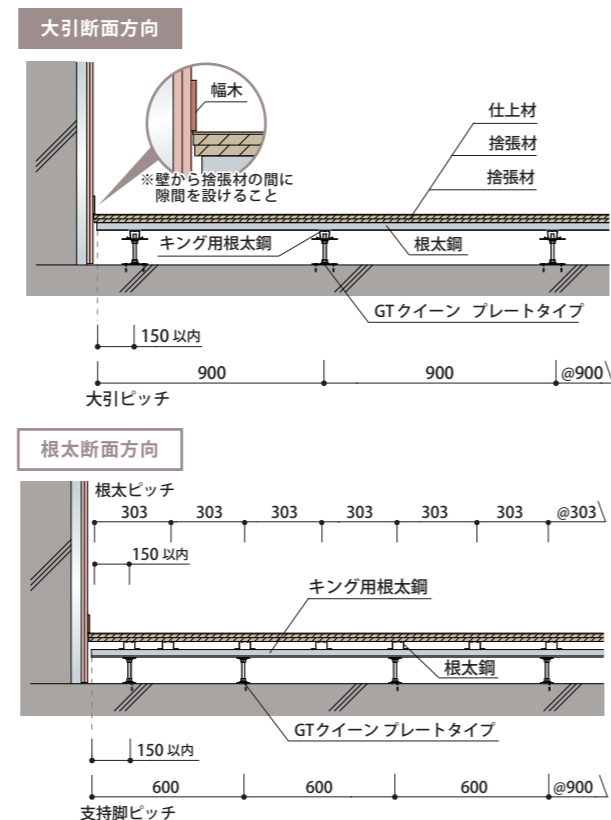 大引断面方向
幅木
※壁から捨張材の間に
隙間を設けること
仕上材
捨張材
捨張材
キング用根太鋼
根太鋼
GTクイーン プレートタイプ
150 以内
900
900
@900
大引ピッチ
根太断面方向
根太ピッチ
303
303
303
303
303
303
@303
150 以内
キング用根太鋼
根太鋼
GTクイーン プレートタイプ
150 以内
600
600
600
@900
支持脚ピッチ